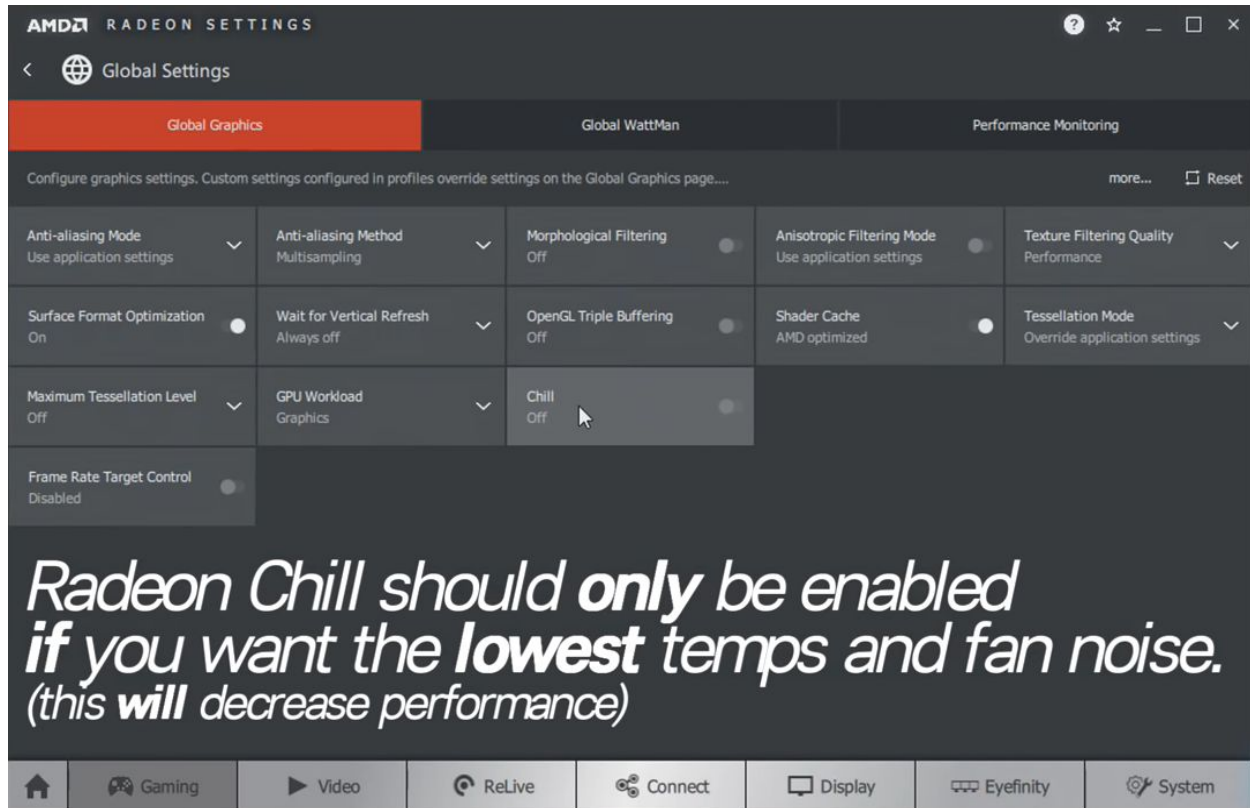 AMD RADEON SETTINGS
Global Settings
Global Graphics Global WattMan Performance Monitoring
Configure graphics settings. Custom settings configured in profiles override settings on the Global Graphics page.... more... Reset
Anti-aliasing Mode Anti-aliasing Method Morphological Filtering Anisotropic Filtering Mode Texture Filtering Quality
Use application settings Multisampling Off Use application settings Performance
Surface Format Optimization Wait for Vertical Refresh OpenGL Triple Buffering Shader Cache Tessellation Mode
On Always off Off AMD optimized Override application settings
Maximum Tessellation Level GPU Workload Chill
Off Graphics Off
Frame Rate Target Control
Disabled
Radeon Chill should only be enabled
if you want the lowest temps and fan noise.
(this will decrease performance)
Gaming Video ReLive Connect Display Eyefinity System